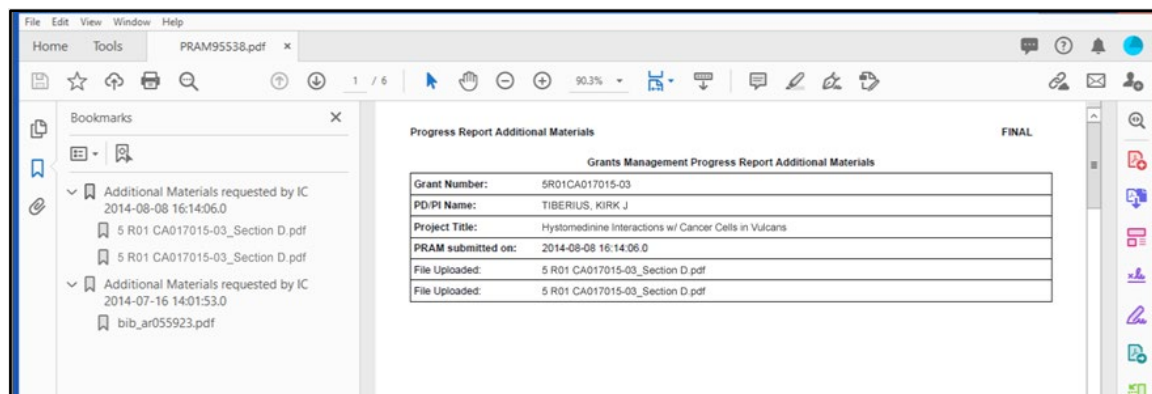 File Edit View Window Help
Home Tools PRAM95538.pdf ×
1 / 6 90.3%
Bookmarks ×
Additional Materials requested by IC
2014-08-08 16:14:06.0
5 R01 CA017015-03_Section D.pdf
5 R01 CA017015-03_Section D.pdf
Additional Materials requested by IC
2014-07-16 14:01:53.0
bib_ar055923.pdf
Progress Report Additional Materials FINAL
Grants Management Progress Report Additional Materials
Grant Number: 5R01CA017015-03
PD/PI Name: TIBERIUS, KIRK J
Project Title: Hystomedinine Interactions w/ Cancer Cells in Vulcans
PRAM submitted on: 2014-08-08 16:14:06.0
File Uploaded: 5 R01 CA017015-03_Section D.pdf
File Uploaded: 5 R01 CA017015-03_Section D.pdf